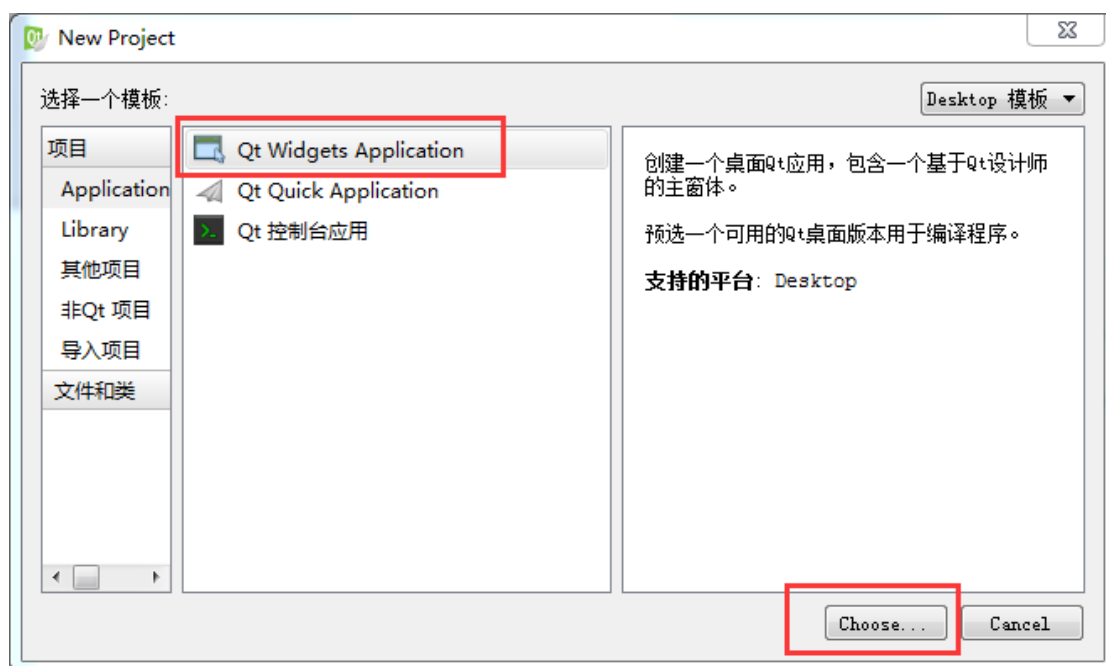 New Project
选择一个模板:
Desktop 模板
项目
Application
Library
其他项目
非Qt 项目
导入项目
文件和类
Qt Widgets Application
Qt Quick Application
Qt 控制台应用
创建一个桌面Qt应用，包含一个基于Qt设计师
的主窗体。
预选一个可用的Qt桌面版本用于编译程序。
支持的平台: Desktop
Choose...
Cancel